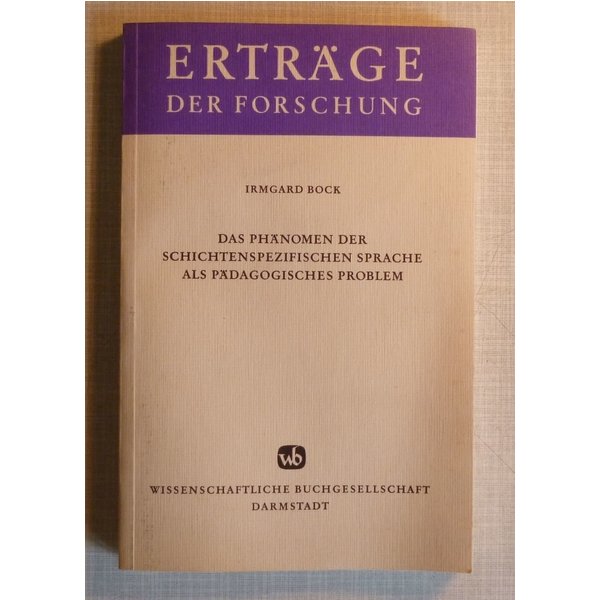 ERTRÄGE
DER FORSCHUNG
IRMGARD BOCK
DAS PHÄNOMEN DER
SCHICHTENSPEZIFISCHEN SPRACHE
ALS PÄDAGOGISCHES PROBLEM
wb
WISSENSCHAFTLICHE BUCHGESELLSCHAFT
DARMSTADT